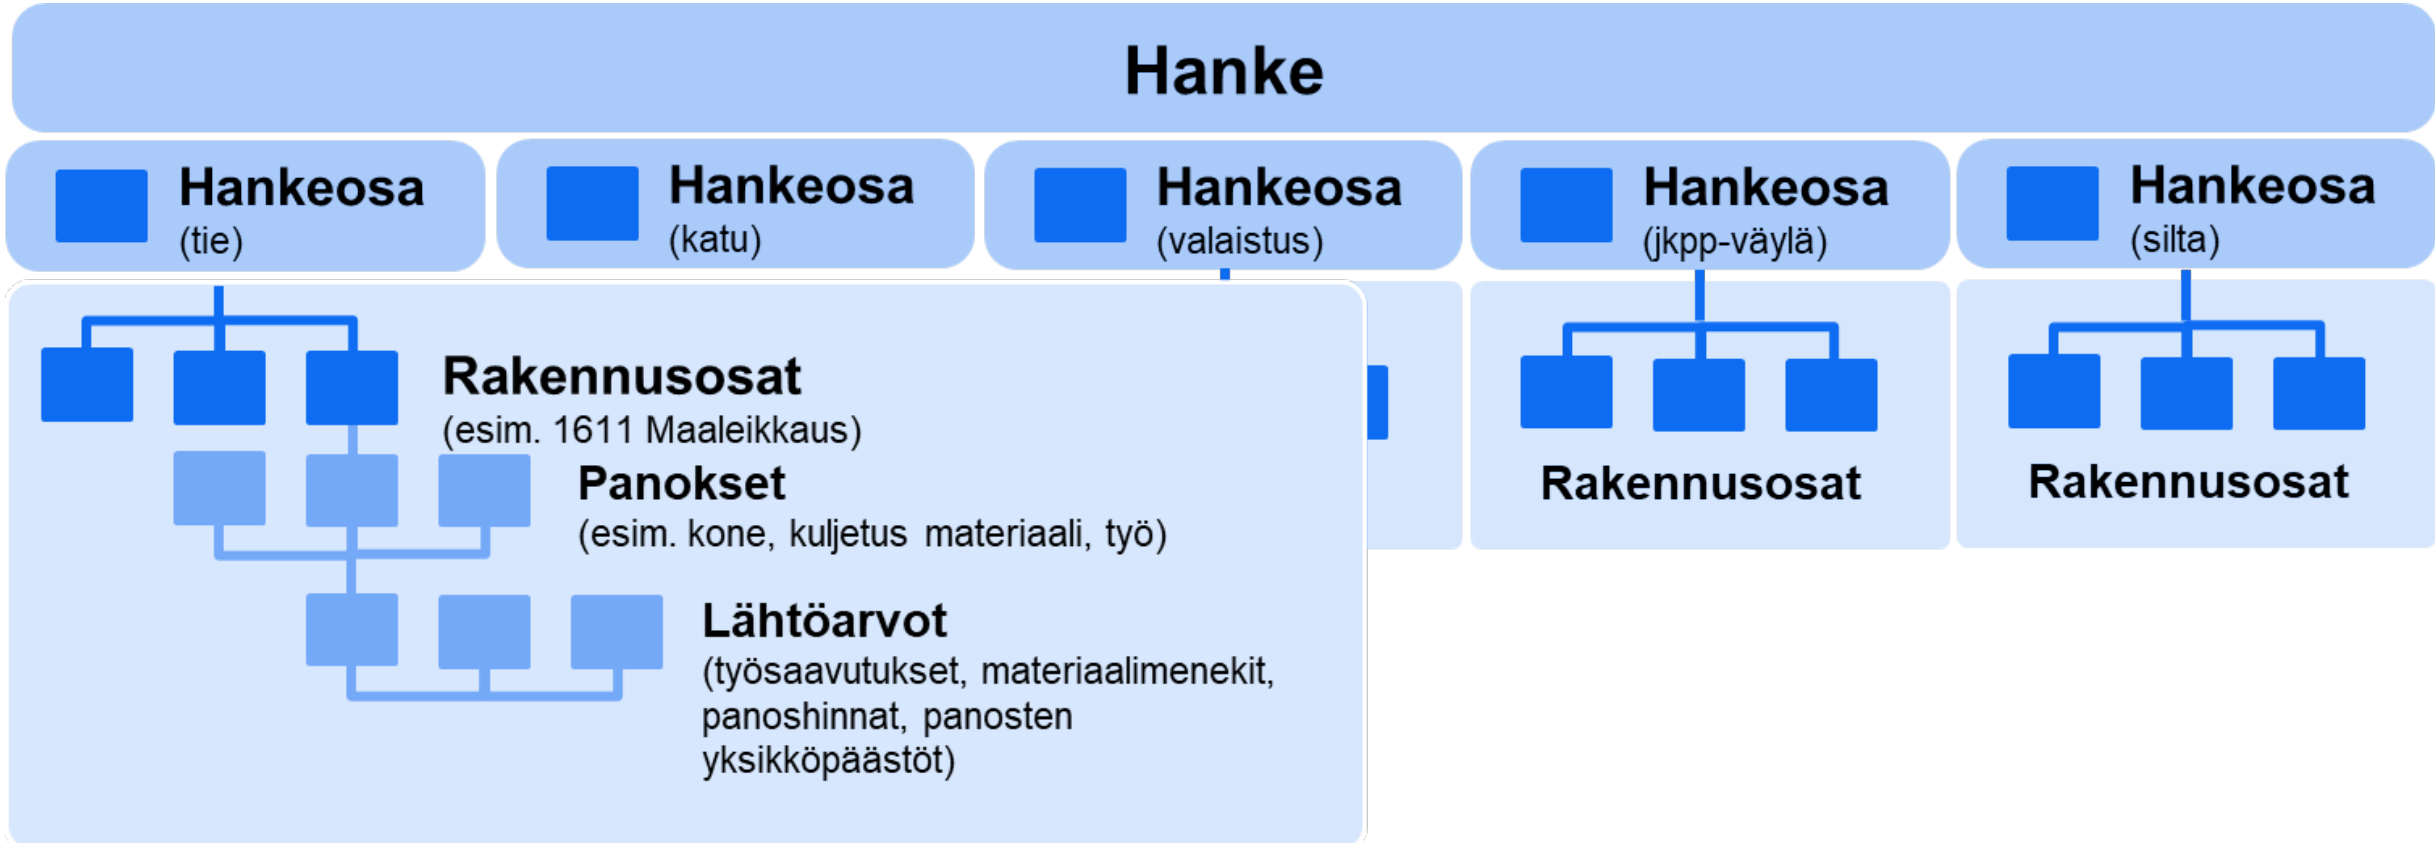 Hanke
Hankeosa
(tie)
Hankeosa
(katu)
Hankeosa
(valaistus)
Hankeosa
(jkpp-väylä)
Hankeosa
(silta)
Rakennusosat
(esim. 1611 Maaleikkaus)
Panokset
(esim. kone, kuljetus materiaali, työ)
Lähtöarvot
(työsaavutukset, materiaalimenekit,
panoshinnat, panosten
yksikköpäästöt)
Rakennusosat
Rakennusosat